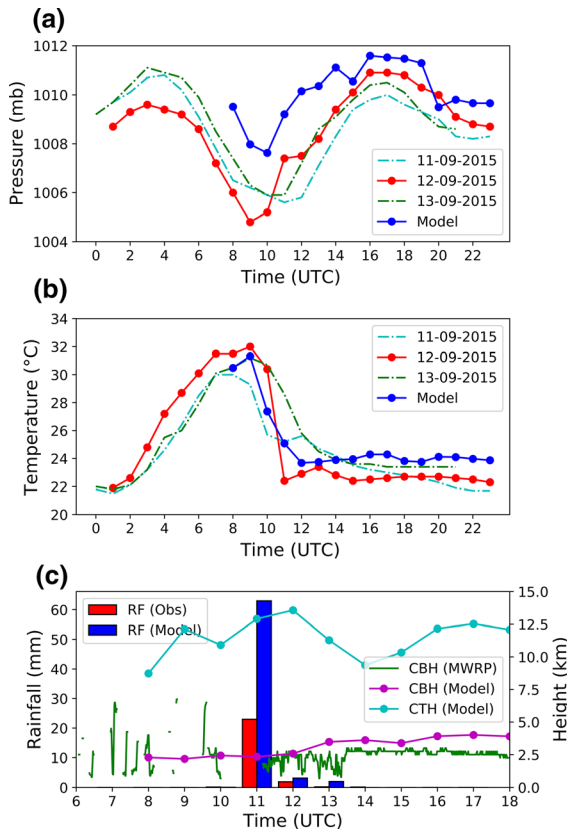 (a)
1012
1010
1008
1006
1004
Pressure (mb)
11-09-2015
12-09-2015
13-09-2015
Model
0 2 4 6 8 10 12 14 16 18 20 22
Time (UTC)
(b)
34
32
30
28
26
24
22
20
Temperature (°C)
11-09-2015
12-09-2015
13-09-2015
Model
0 2 4 6 8 10 12 14 16 18 20 22
Time (UTC)
(c)
60
50
40
30
20
10
0
Rainfall (mm)
RF (Obs)
RF (Model)
CBH (MWRP)
CBH (Model)
CTH (Model)
15.0
12.5
10.0
7.5
5.0
2.5
0.0
Height (km)
6 7 8 9 10 11 12 13 14 15 16 17 18
Time (UTC)